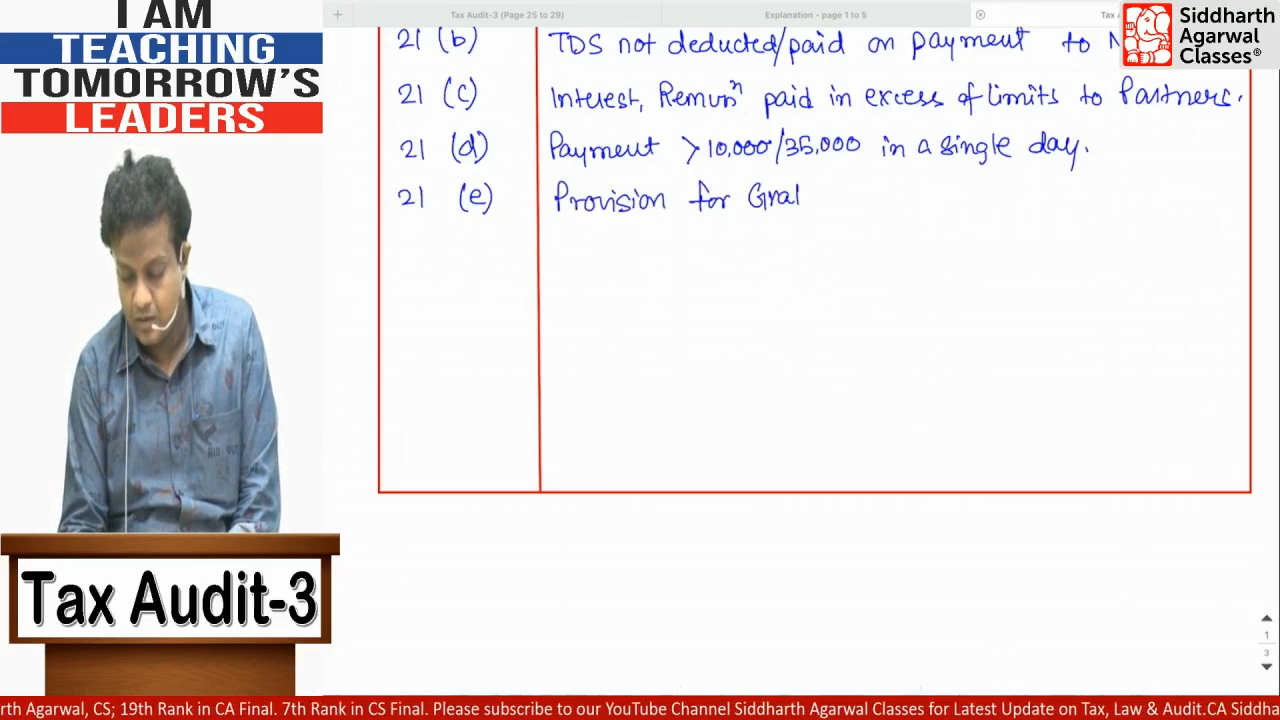 I AM
TEACHING
TOMORROW'S
LEADERS
Tax Audit-3 (Page 25 to 29)
Explanation - page 1 to 5
Siddharth
Agarwal
Classes®
21 (b) TDS not deducted/paid on payment to
21 (c) Interest, Remunⁿ paid in excess of limits to Partners.
21 (d) Payment >10,000/35,000 in a single day.
21 (e) Provision for Grat
1
3
Tax Audit-3
rth Agarwal, CS; 19th Rank in CA Final. 7th Rank in CS Final. Please subscribe to our YouTube Channel Siddharth Agarwal Classes for Latest Update on Tax, Law & Audit.CA Siddha